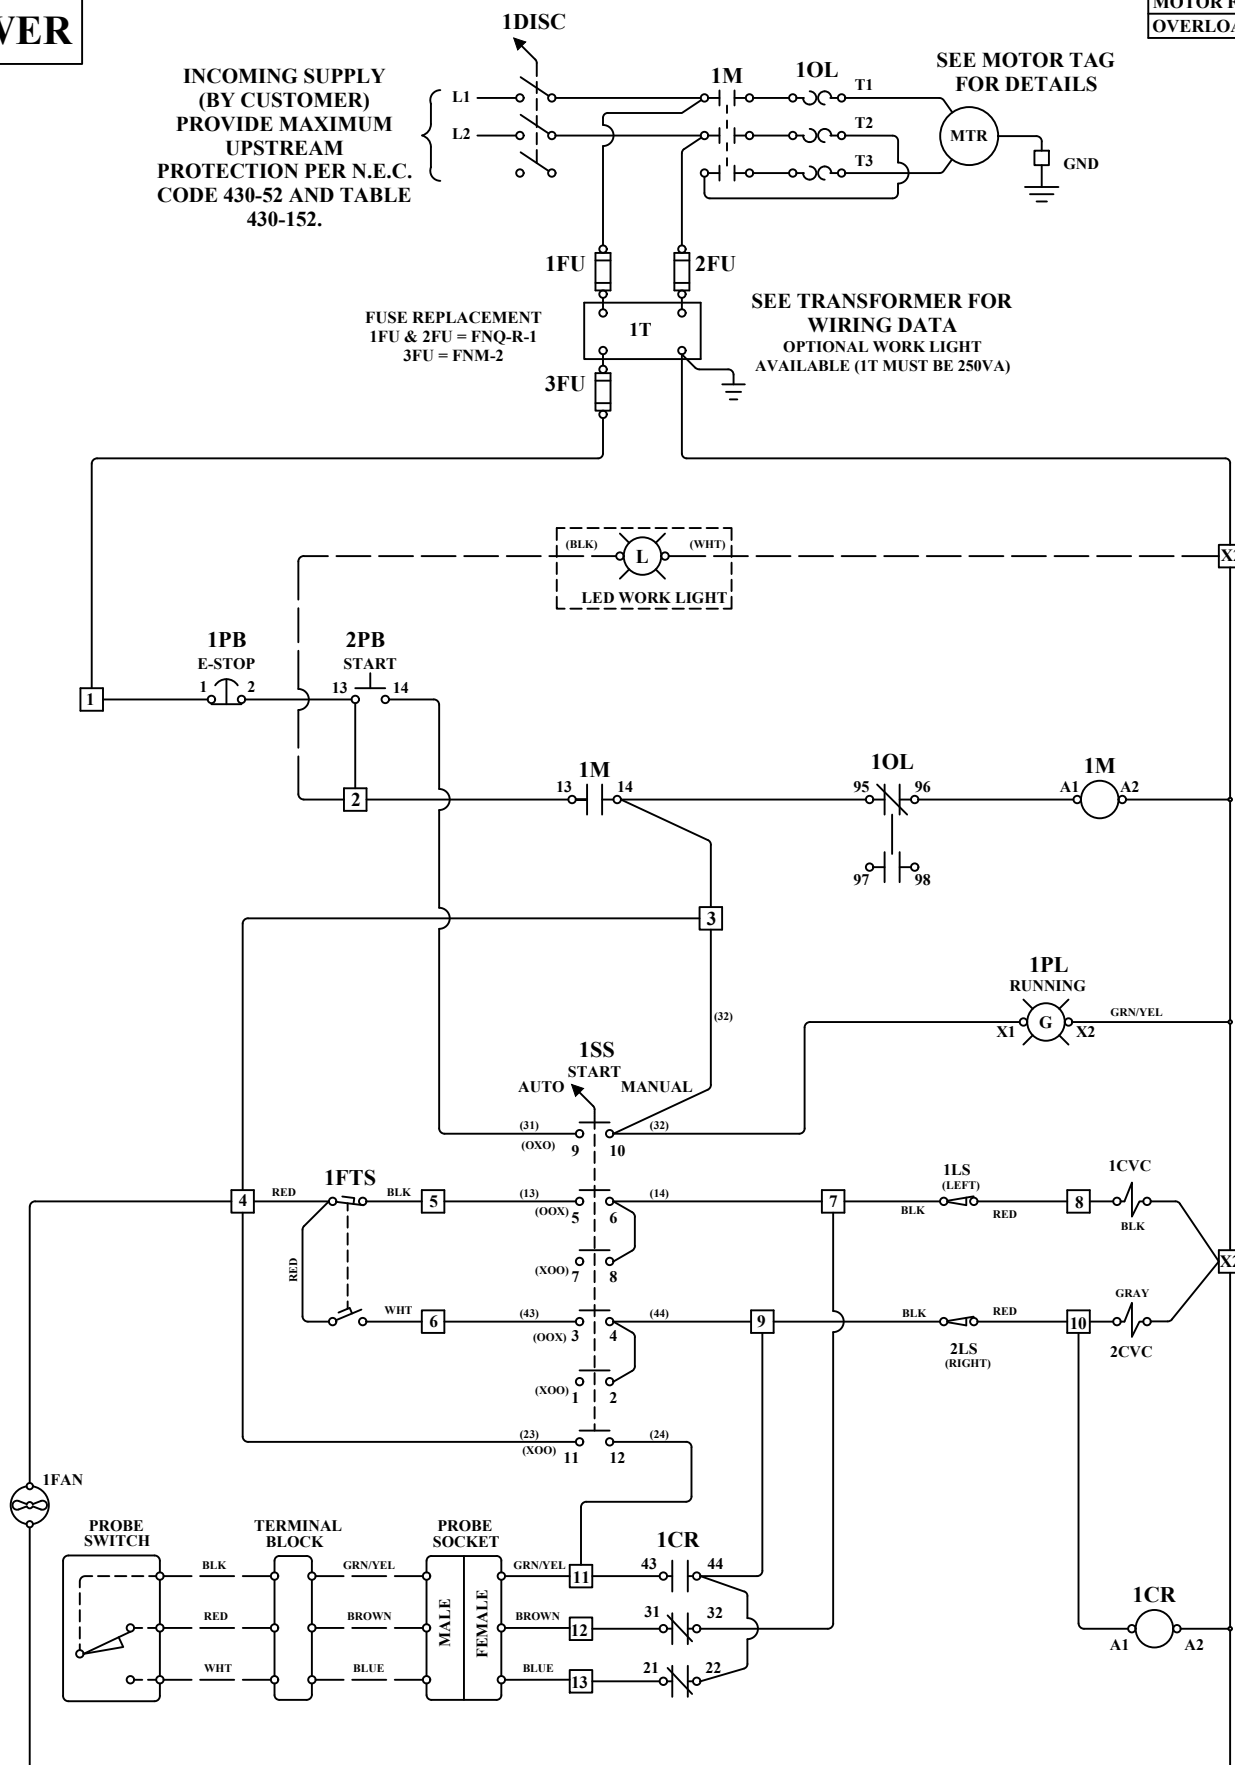 1DISC
INCOMING SUPPLY
(BY CUSTOMER)
PROVIDE MAXIMUM
UPSTREAM
PROTECTION PER N.E.C.
CODE 430-52 AND TABLE
430-152.
L1
L2
1M
1OL
T1
T2
T3
SEE MOTOR TAG
FOR DETAILS
MTR
GND
1FU
2FU
FUSE REPLACEMENT
1FU & 2FU = FNQ-R-1
3FU = FNM-2
1T
3FU
SEE TRANSFORMER FOR
WIRING DATA
OPTIONAL WORK LIGHT
AVAILABLE (1T MUST BE 250VA)
(BLK)
L
(WHT)
LED WORK LIGHT
1PB
E-STOP
1
2
2PB
START
13
14
1
2
1M
13
14
1OL
95
96
97
98
1M
A1
A2
3
(32)
1PL
RUNNING
X1
G
X2
GRN/YEL
1SS
START
AUTO
MANUAL
(31)
(32)
(OXO)
9
10
4
RED
1FTS
BLK
5
(13)
(OOX)
5
6
(14)
7
BLK
1LS
(LEFT)
RED
8
1CVC
BLK
RED
(XOO)
7
8
WHT
6
(43)
(OOX)
3
4
(44)
9
BLK
RED
2LS
(RIGHT)
10
GRAY
2CVC
(XOO)
1
2
(23)
(XOO)
11
12
(24)
1FAN
PROBE
SWITCH
TERMINAL
BLOCK
PROBE
SOCKET
1CR
BLK
GRN/YEL
GRN/YEL
11
43
44
RED
BROWN
MALE
FEMALE
BROWN
12
31
32
WHT
BLUE
BLUE
13
21
22
1CR
A1
A2